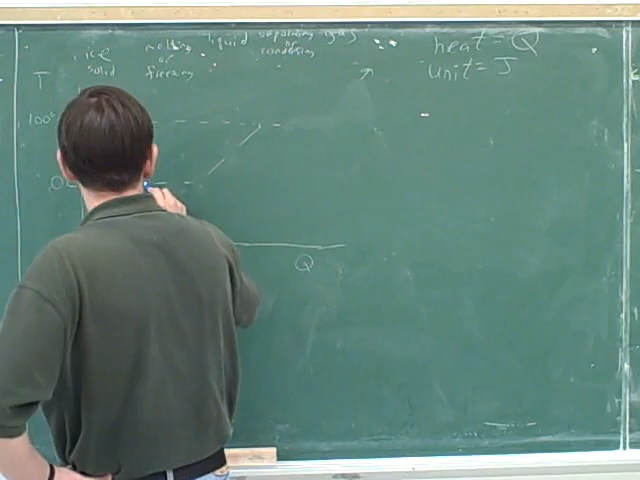 ice
solid
melting
or
freezing
liquid
vaporizing
or
condensing
gas
heat = Q
unit = J
T
100°
0
Q